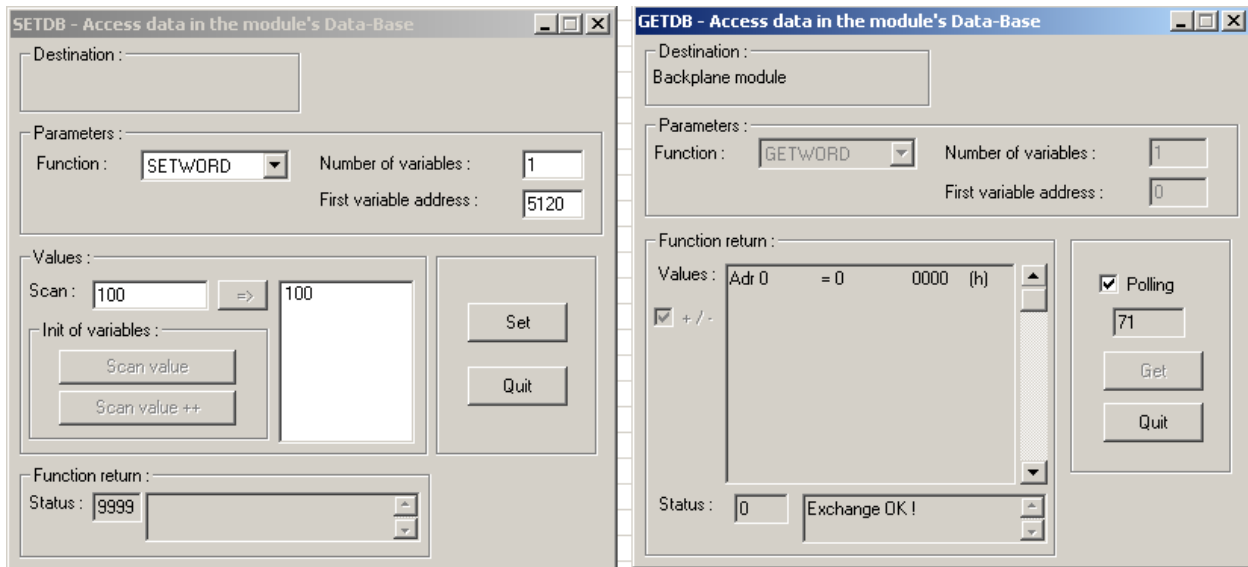 SETDB - Access data in the module's Data-Base
Destination :
Parameters :
Function : SETWORD Number of variables : 1
First variable address : 5120
Values :
Scan : 100 => 100
Init of variables :
Scan value
Scan value ++
Set
Quit
Function return :
Status : 9999
GETDB - Access data in the module's Data-Base
Destination :
Backplane module
Parameters :
Function : GETWORD Number of variables : 1
First variable address : 0
Function return :
Values : Adr 0 = 0 0000 (h)
+ / -
Polling
71
Get
Quit
Status : 0 Exchange OK !